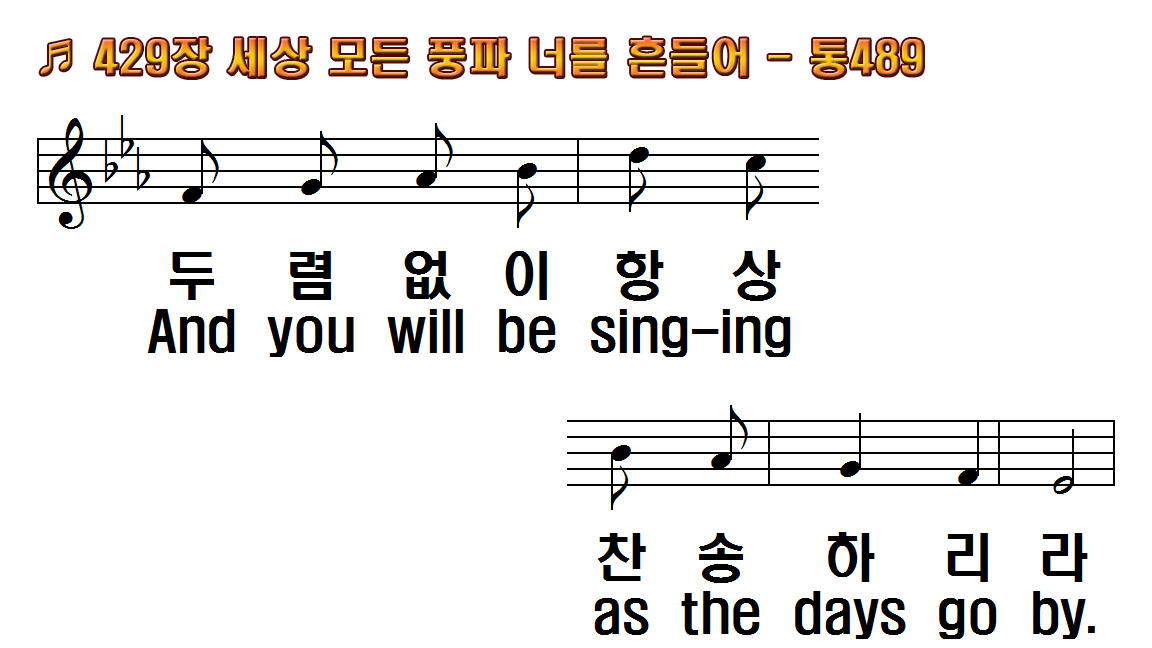 ♬ 429장 세상 모든 풍파 너를 흔들어 - 통489
두 렴 없 이 항 상
And you will be sing-ing
찬 송 하 리 라
as the days go by.